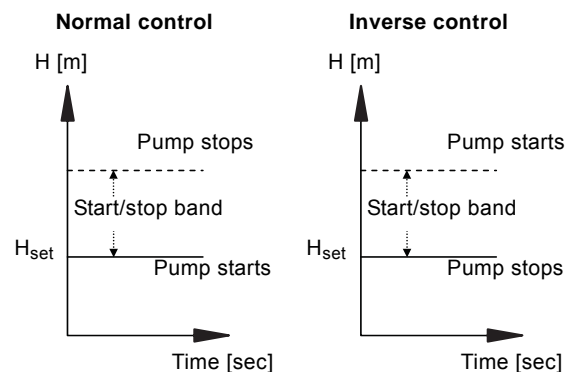 Normal control
H [m]
Pump stops
Start/stop band
Hset
Pump starts
Time [sec]
Inverse control
H [m]
Pump starts
Start/stop band
Hset
Pump stops
Time [sec]